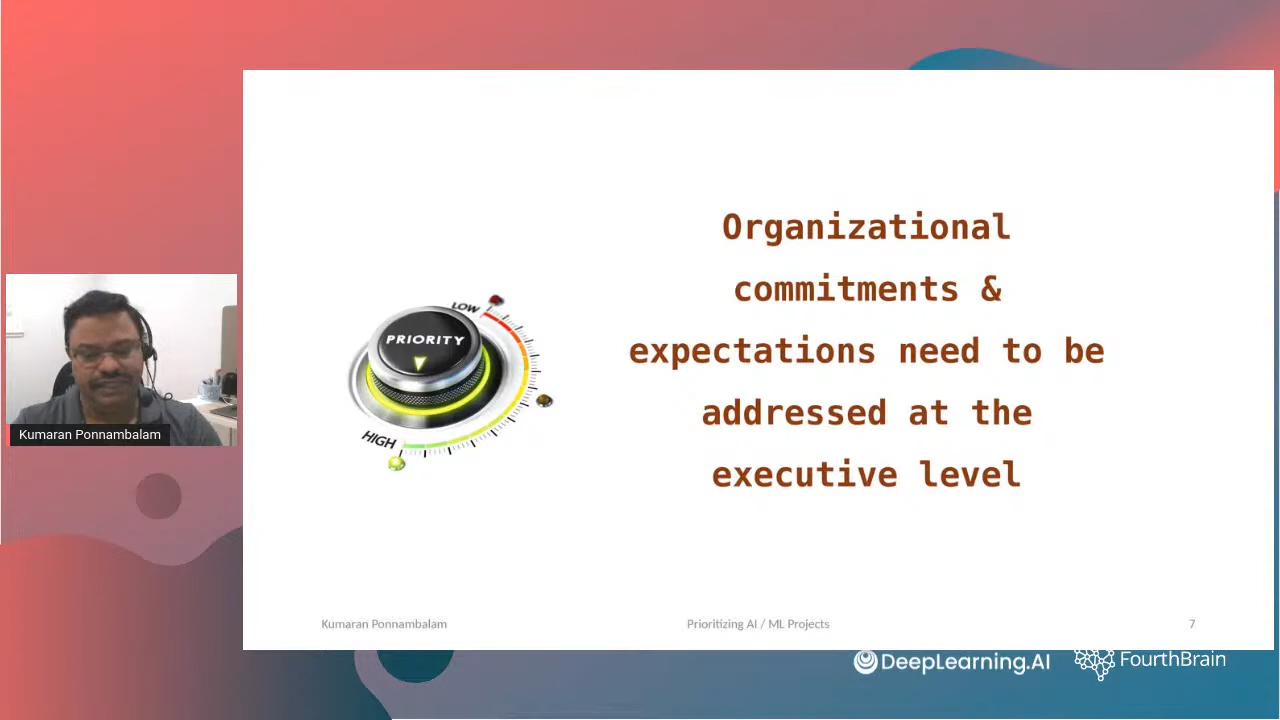 Organizational
commitments &
expectations need to be
addressed at the
executive level
LOW
PRIORITY
HIGH
Kumaran Ponnambalam
Kumaran Ponnambalam
Prioritizing AI / ML Projects
7
DeepLearning.AI
FourthBrain